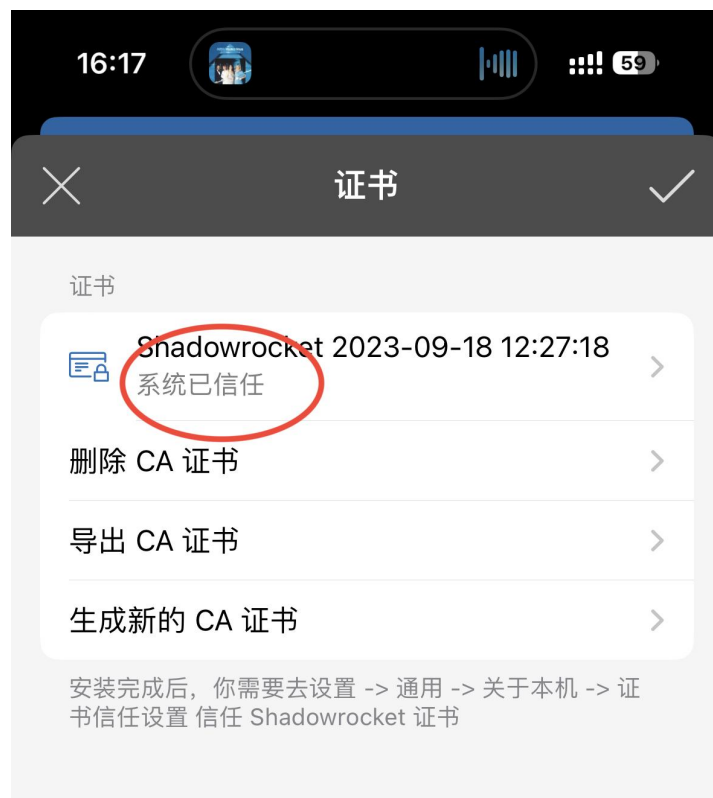 16:17
59
证书
证书
Shadowrocket 2023-09-18 12:27:18
系统已信任
删除 CA 证书
导出 CA 证书
生成新的 CA 证书
安装完成后，你需要去设置 -> 通用 -> 关于本机 -> 证
书信任设置 信任 Shadowrocket 证书